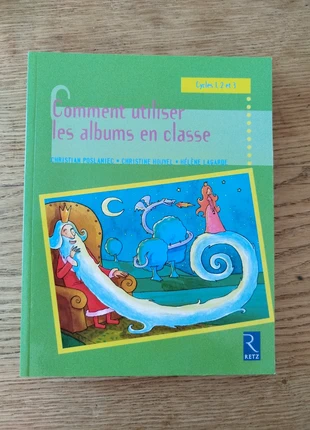 Cycles 1, 2 et 3
Comment utiliser
les albums en classe
CHRISTIAN POSLANIEC • CHRISTINE HOUYEL • HÉLÈNE LAGARDE
R
RETZ